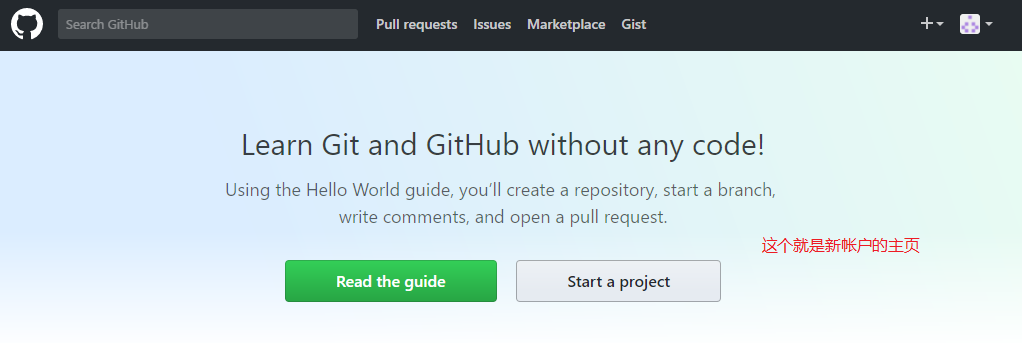 Search GitHub
Pull requests
Issues
Marketplace
Gist
Learn Git and GitHub without any code!
Using the Hello World guide, you’ll create a repository, start a branch,
write comments, and open a pull request.
这个就是新帐户的主页
Read the guide
Start a project